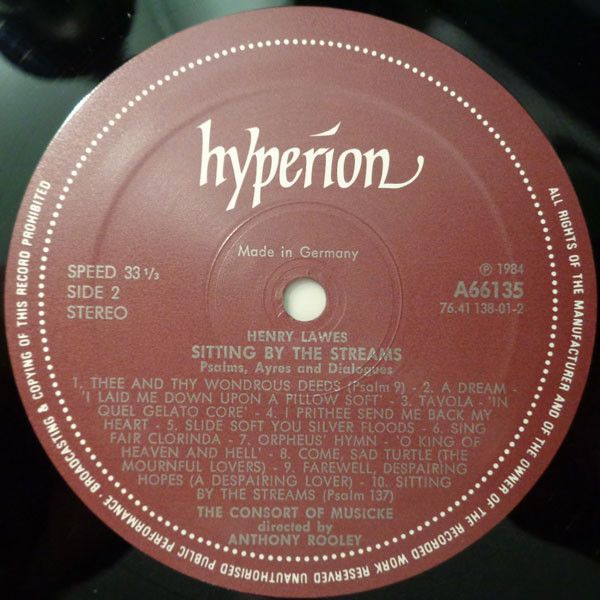 hyperion
Made in Germany
SPEED 33 1/3
SIDE 2
STEREO
℗ 1984
A66135
76.41 138-01-2
HENRY LAWES
SITTING BY THE STREAMS
Psalms, Ayres and Dialogues
1. THEE AND THY WONDROUS DEEDS (Psalm 9) - 2. A DREAM -
'I LAID ME DOWN UPON A PILLOW SOFT' - 3. TAVOLA - 'IN
QUEL GELATO CORE' - 4. I PRITHEE SEND ME BACK MY
HEART - 5. SLIDE SOFT YOU SILVER FLOODS - 6. SING
FAIR CLORINDA - 7. ORPHEUS' HYMN - 'O KING OF
HEAVEN AND HELL' - 8. COME, SAD TURTLE (THE
MOURNFUL LOVERS) - 9. FAREWELL, DESPAIRING
HOPES (A DESPAIRING LOVER) - 10. SITTING
BY THE STREAMS (Psalm 137)
THE CONSORT OF MUSICKE
directed by
ANTHONY ROOLEY
ALL RIGHTS OF THE MANUFACTURER AND OF THE OWNER OF THE RECORDED WORK RESERVED UNAUTHORISED PUBLIC PERFORMANCE, BROADCASTING & COPYING OF THIS RECORD PROHIBITED